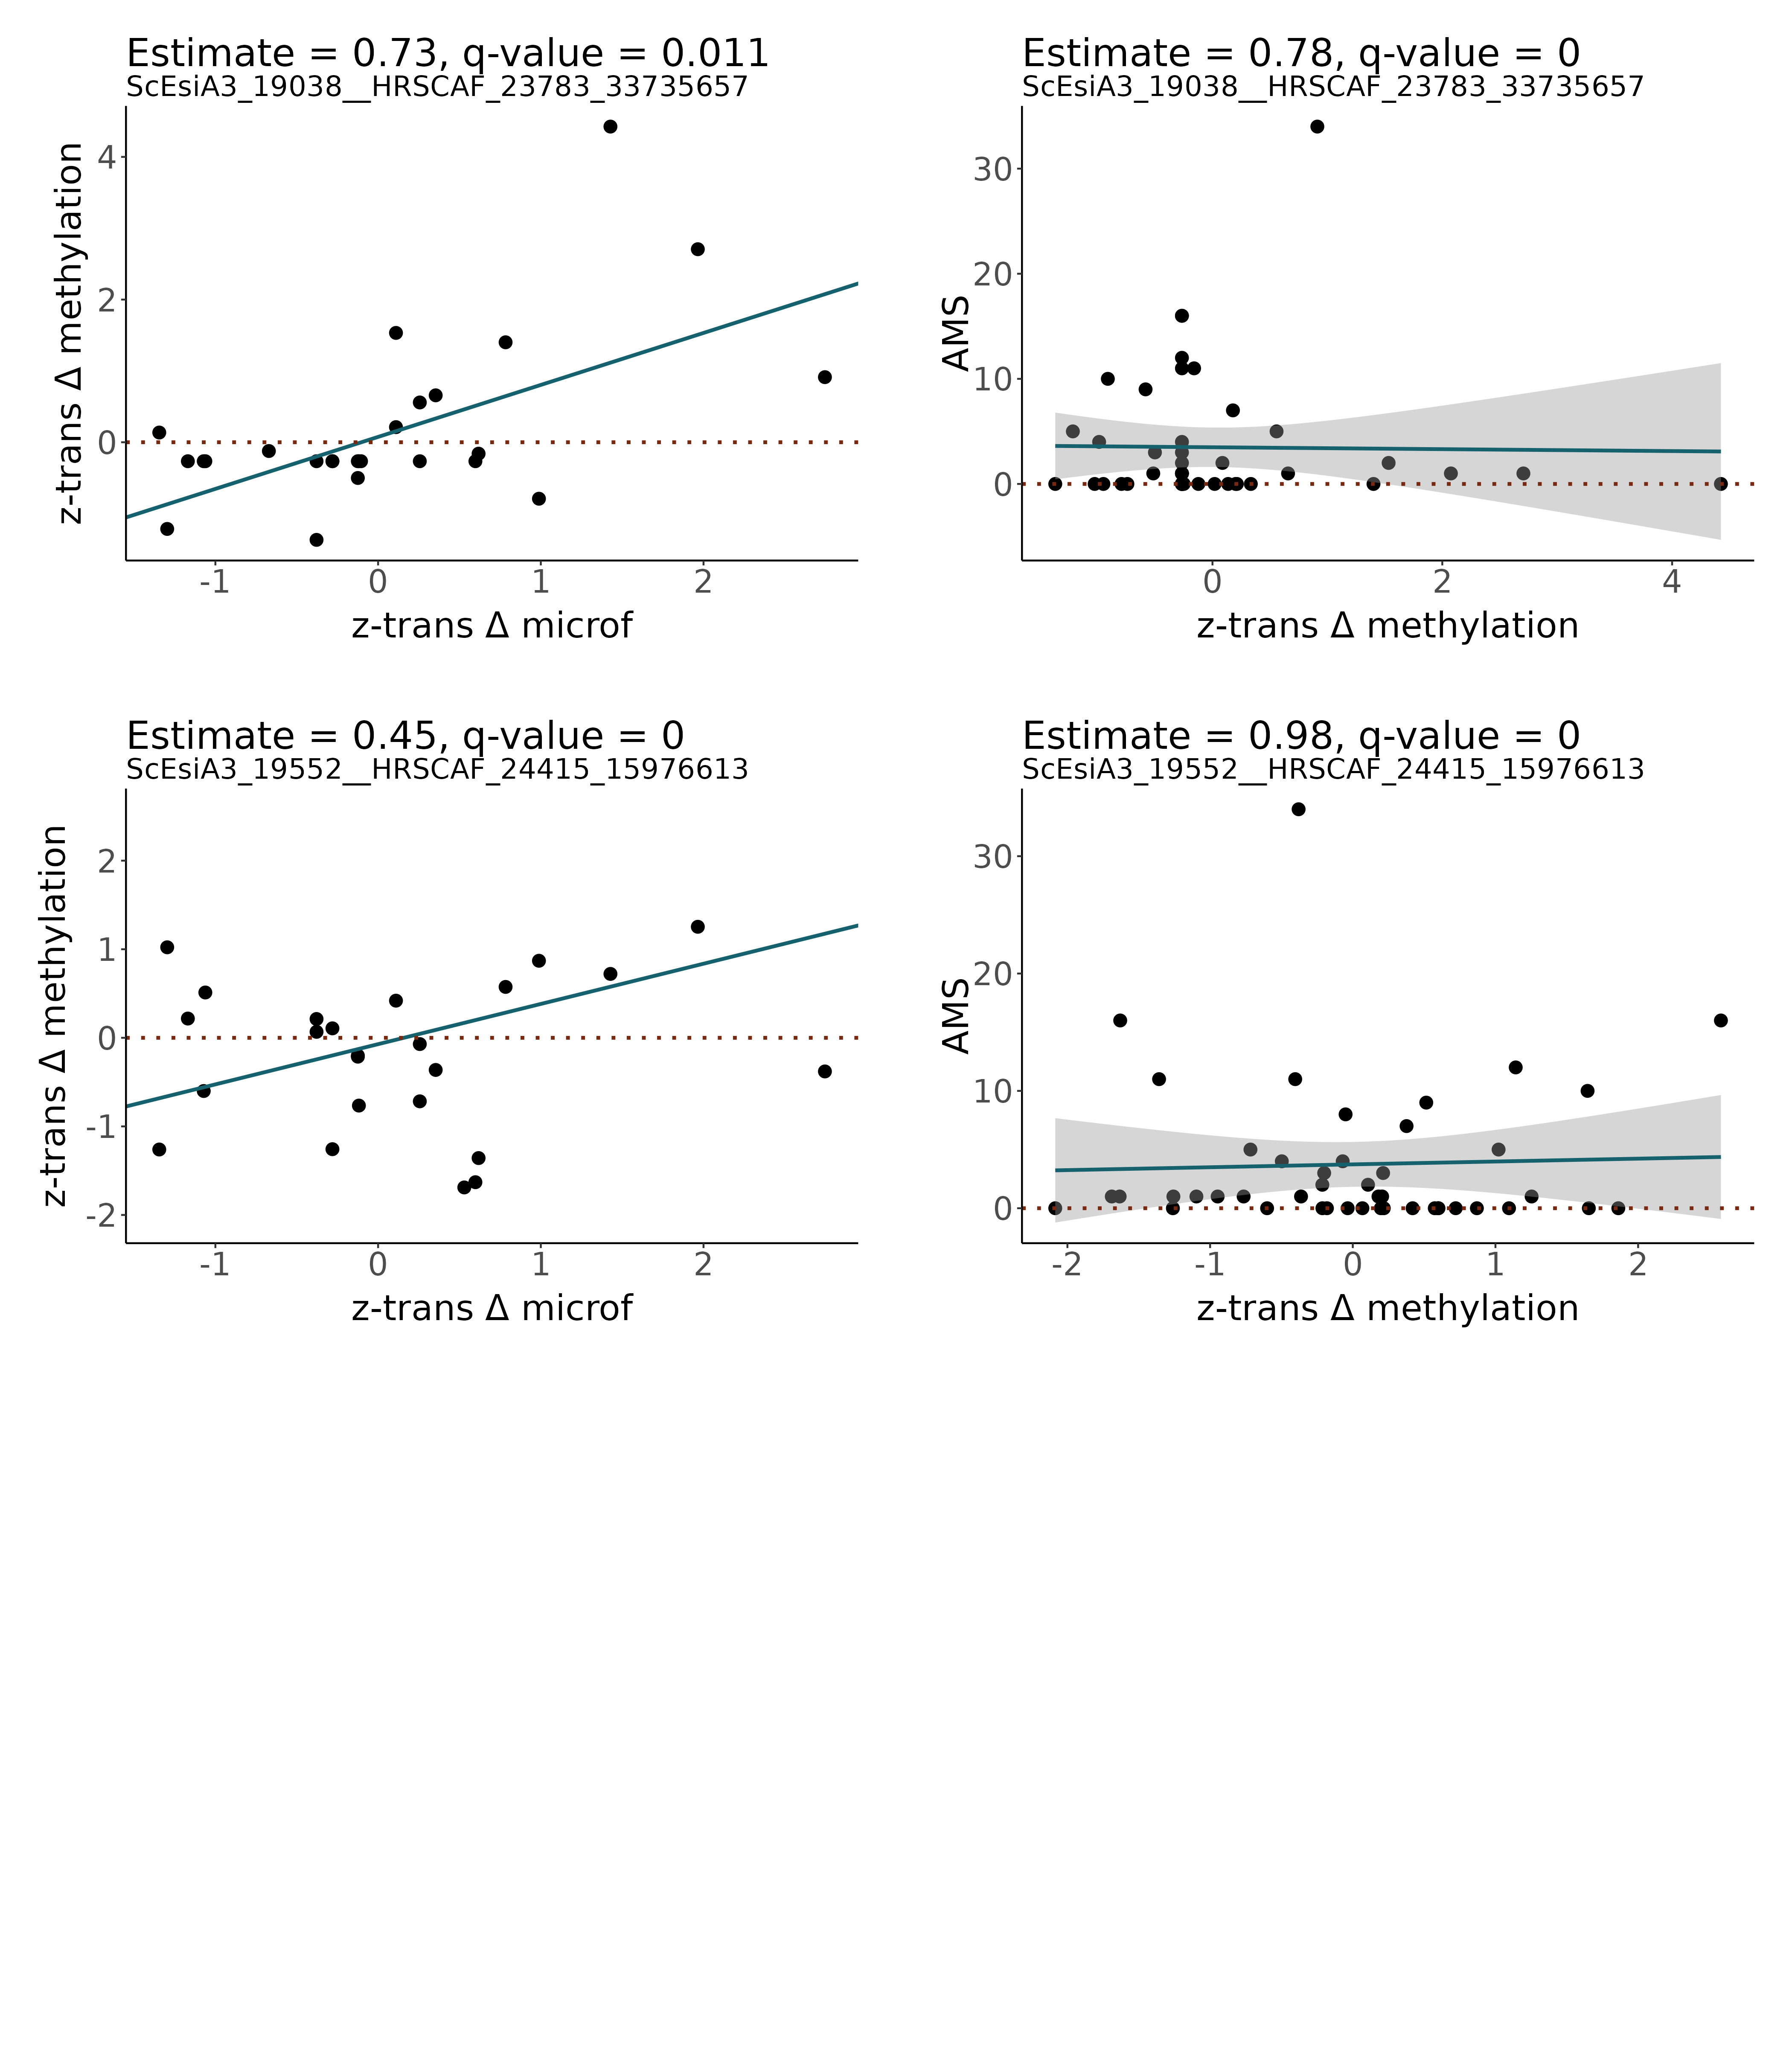 Estimate = 0.73, q-value = 0.011
ScEsiA3_19038__HRSCAF_23783_33735657
z-trans Δ methylation
4
2
0
-1
0
1
2
z-trans Δ microf
Estimate = 0.78, q-value = 0
ScEsiA3_19038__HRSCAF_23783_33735657
AMS
30
20
10
0
0
2
4
z-trans Δ methylation
Estimate = 0.45, q-value = 0
ScEsiA3_19552__HRSCAF_24415_15976613
z-trans Δ methylation
2
1
0
-1
-2
-1
0
1
2
z-trans Δ microf
Estimate = 0.98, q-value = 0
ScEsiA3_19552__HRSCAF_24415_15976613
AMS
30
20
10
0
-2
-1
0
1
2
z-trans Δ methylation